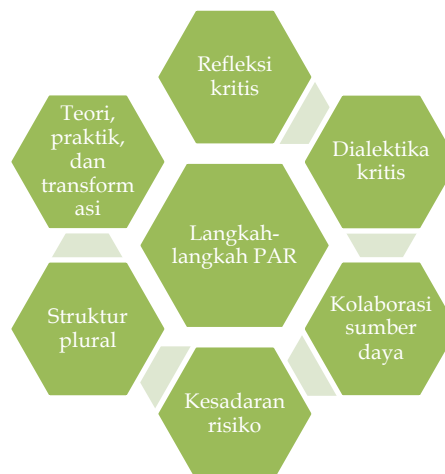 Refleksi
kritis
Dialektika
kritis
Kolaborasi
sumber
daya
Kesadaran
risiko
Struktur
plural
Teori,
praktik,
dan
transform
asi
Langkah-
langkah PAR